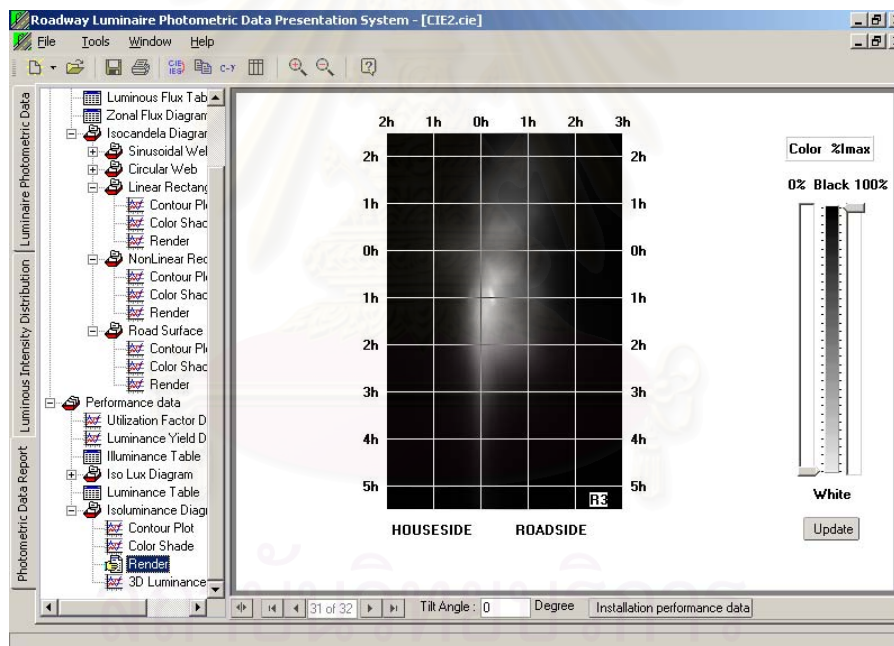 Roadway Luminaire Photometric Data Presentation System - [CIE2.cie]
File Tools Window Help
CIE IES
C-γ
Luminaire Photometric Data
Luminous Intensity Distribution
Photometric Data Report
Luminous Flux Tab
Zonal Flux Diagram
Isocandela Diagrar
Sinusoidal Wel
Circular Web
Linear Rectang
Contour Pl
Color Shad
Render
NonLinear Rec
Contour Pl
Color Shad
Render
Road Surface
Contour Pl
Color Shad
Render
Performance data
Utilization Factor D
Luminance Yield D
Illuminance Table
Iso Lux Diagram
Luminance Table
Isoluminance Diagr
Contour Plot
Color Shade
Render
3D Luminance
2h 1h 0h 1h 2h 3h
2h 2h
1h 1h
0h 0h
1h 1h
2h 2h
3h 3h
4h 4h
5h 5h
R3
HOUSESIDE ROADSIDE
Color %Imax
0% Black 100%
White
Update
31 of 32 Tilt Angle : 0 Degree Installation performance data